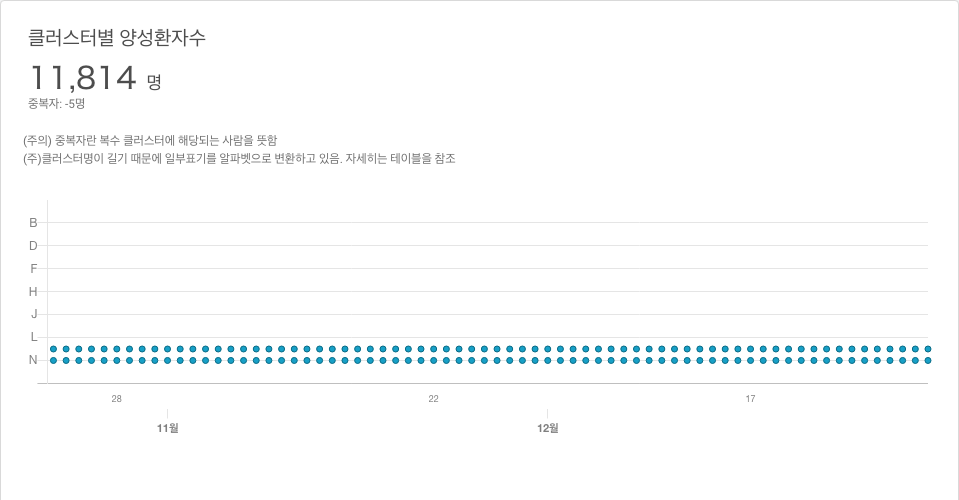 클러스터별 양성환자수
11,814 명
중복자: -5명
(주의) 중복자란 복수 클러스터에 해당되는 사람을 뜻함
(주)클러스터명이 길기 때문에 일부표기를 알파벳으로 변환하고 있음. 자세히는 테이블을 참조
B
D
F
H
J
L
N
28 22 17
11월 12월